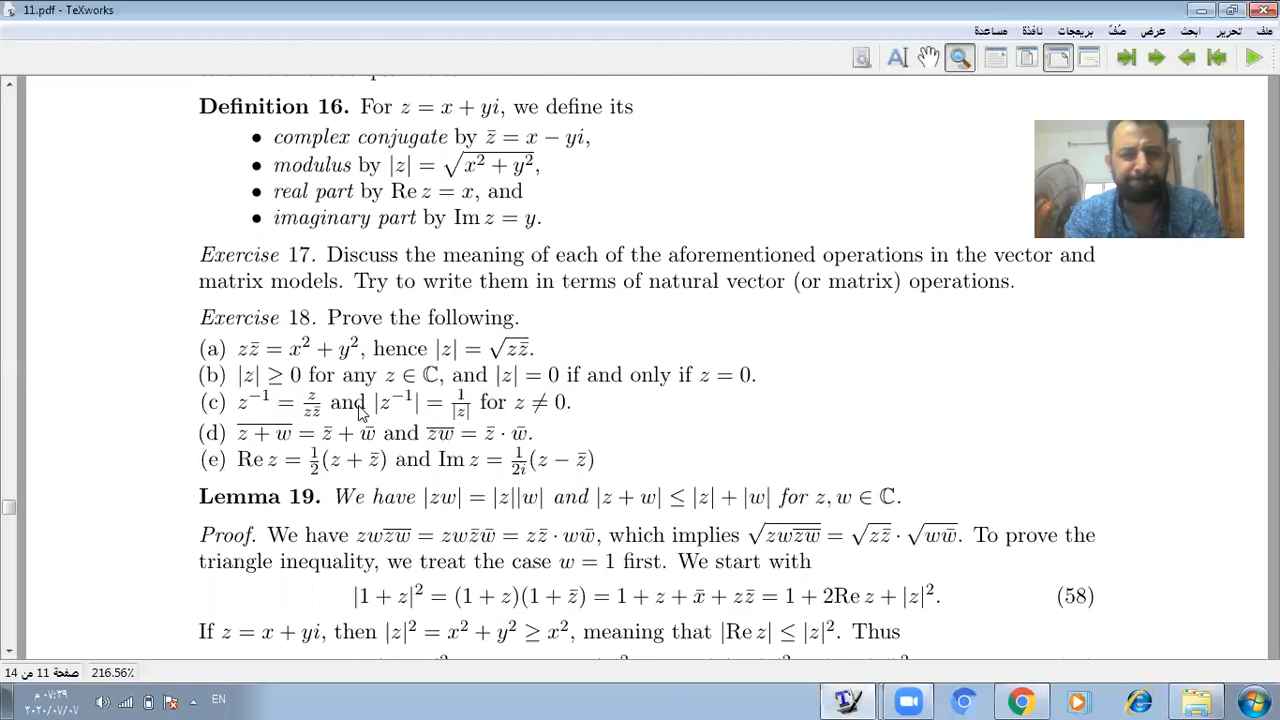 11.pdf - TeXworks
ملف تحرير ابحث عرض صُفّ بريمجات نافذة مساعدة
Definition 16. For z = x + yi, we define its
• complex conjugate by z̄ = x − yi,
• modulus by |z| = √(x² + y²),
• real part by Re z = x, and
• imaginary part by Im z = y.
Exercise 17. Discuss the meaning of each of the aforementioned operations in the vector and
matrix models. Try to write them in terms of natural vector (or matrix) operations.
Exercise 18. Prove the following.
(a) zz̄ = x² + y², hence |z| = √(zz̄).
(b) |z| ≥ 0 for any z ∈ ℂ, and |z| = 0 if and only if z = 0.
(c) z⁻¹ = z/(zz̄) and |z⁻¹| = 1/|z| for z ≠ 0.
(d) \overline{z + w} = z̄ + w̄ and \overline{zw} = z̄ · w̄.
(e) Re z = 1/2(z + z̄) and Im z = 1/2i(z − z̄)
Lemma 19. We have |zw| = |z||w| and |z + w| ≤ |z| + |w| for z, w ∈ ℂ.
Proof. We have zw\overline{zw} = zwz̄w̄ = zz̄ · ww̄, which implies √(zw\overline{zw}) = √(zz̄) · √(ww̄). To prove the
triangle inequality, we treat the case w = 1 first. We start with
|1 + z|² = (1 + z)(1 + z̄) = 1 + z + x̄ + zz̄ = 1 + 2Re z + |z|². (58)
If z = x + yi, then |z|² = x² + y² ≥ x², meaning that |Re z| ≤ |z|². Thus
216.56% صفحة 11 من 14
EN
٠٧:٣٩ م
٢٠٢٠/٠٧/٠٧